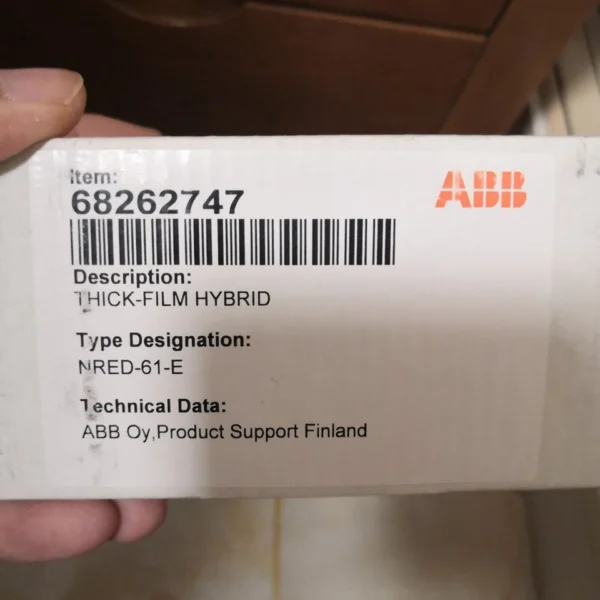 Item:
68262747
ABB
Description:
THICK-FILM HYBRID
Type Designation:
NRED-61-E
Technical Data:
ABB Oy,Product Support Finland